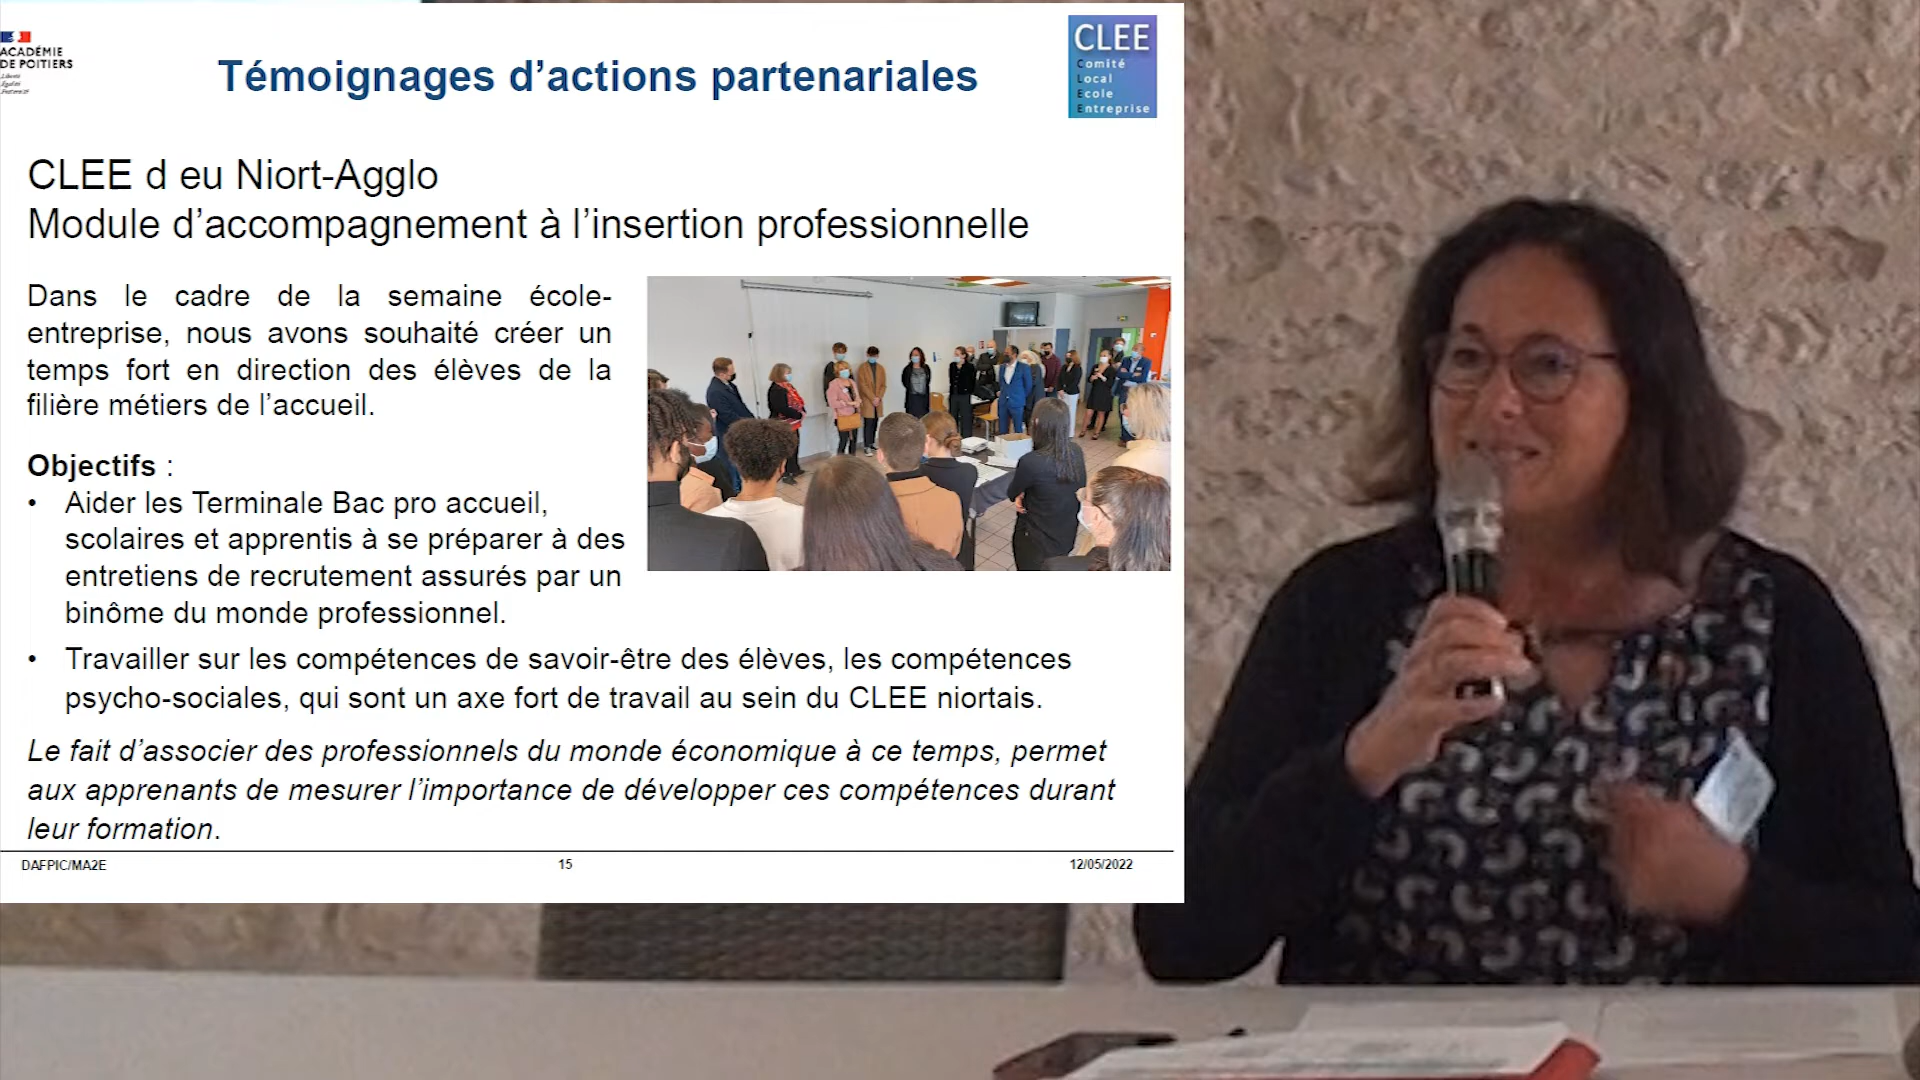 ACADÉMIE
DE POITIERS
Liberté
Égalité
Fraternité
Témoignages d’actions partenariales
CLEE
Comité
Local
Ecole
Entreprise
CLEE d eu Niort-Agglo
Module d’accompagnement à l’insertion professionnelle
Dans le cadre de la semaine école-
entreprise, nous avons souhaité créer un
temps fort en direction des élèves de la
filière métiers de l’accueil.
Objectifs :
• Aider les Terminale Bac pro accueil,
scolaires et apprentis à se préparer à des
entretiens de recrutement assurés par un
binôme du monde professionnel.
• Travailler sur les compétences de savoir-être des élèves, les compétences
psycho-sociales, qui sont un axe fort de travail au sein du CLEE niortais.
Le fait d’associer des professionnels du monde économique à ce temps, permet
aux apprenants de mesurer l’importance de développer ces compétences durant
leur formation.
DAFPIC/MA2E
15
12/05/2022